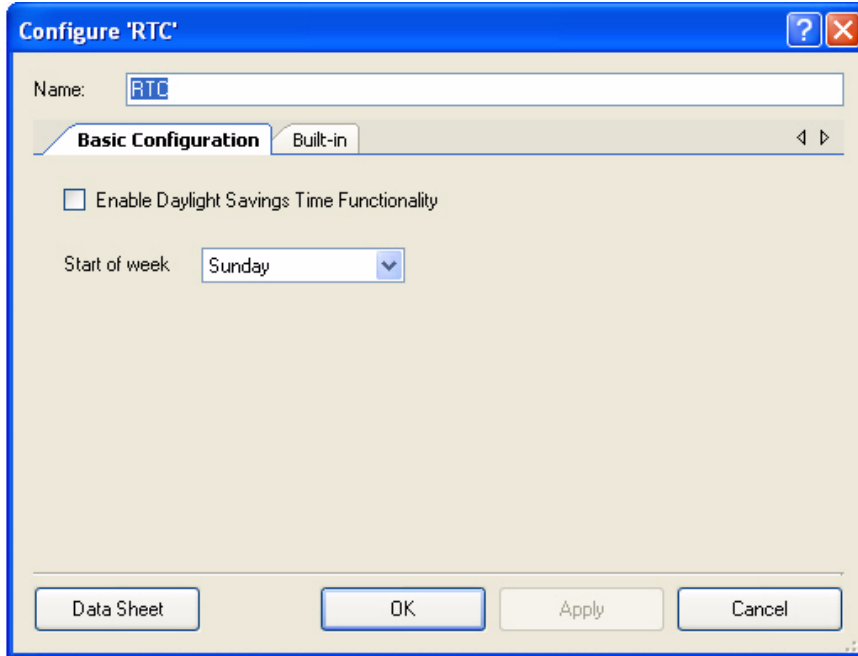 Configure 'RTC'
Name: RTC
Basic Configuration Built-in
Enable Daylight Savings Time Functionality
Start of week Sunday
Data Sheet OK Apply Cancel